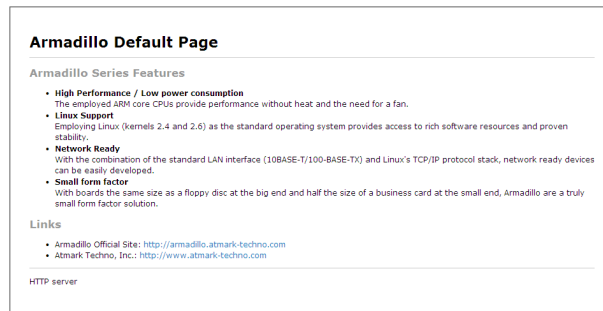 Armadillo Default Page
Armadillo Series Features
• High Performance / Low power consumption
The employed ARM core CPUs provide performance without heat and the need for a fan.
• Linux Support
Employing Linux (kernels 2.4 and 2.6) as the standard operating system provides access to rich software resources and proven
stability.
• Network Ready
With the combination of the standard LAN interface (10BASE-T/100-BASE-TX) and Linux's TCP/IP protocol stack, network ready devices
can be easily developed.
• Small form factor
With boards the same size as a floppy disc at the big end and half the size of a business card at the small end, Armadillo are a truly
small form factor solution.
Links
• Armadillo Official Site: http://armadillo.atmark-techno.com
• Atmark Techno, Inc.: http://www.atmark-techno.com
HTTP server